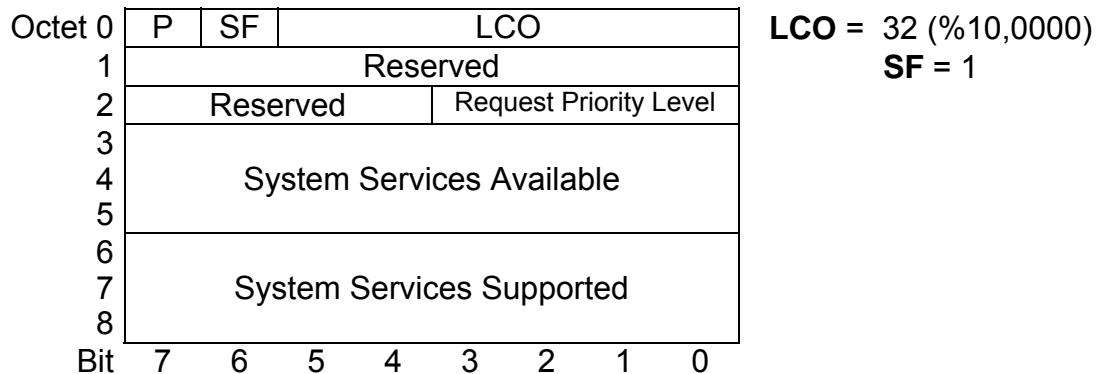 Octet 0 P SF LCO LCO = 32 (%10,0000)
1 Reserved SF = 1
2 Reserved Request Priority Level
3
4 System Services Available
5
6
7 System Services Supported
8
Bit 7 6 5 4 3 2 1 0